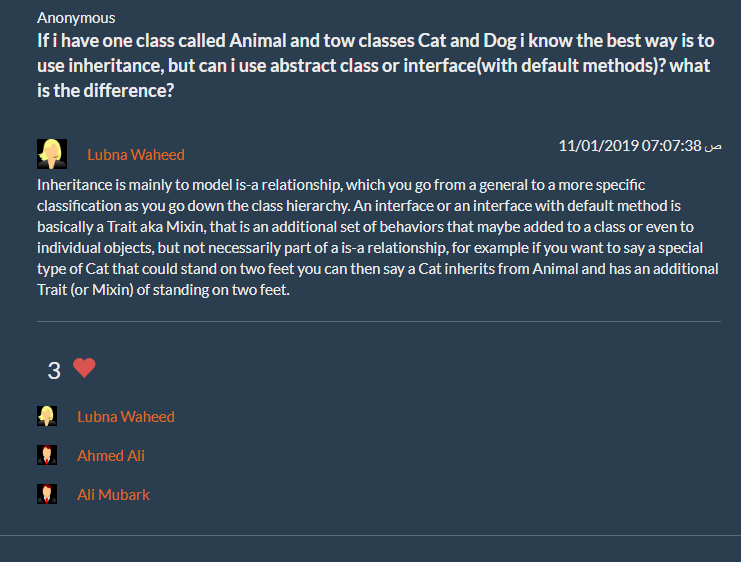 Anonymous
If i have one class called Animal and tow classes Cat and Dog i know the best way is to
use inheritance, but can i use abstract class or interface(with default methods)? what
is the difference?
Lubna Waheed
11/01/2019 07:07:38 ص
Inheritance is mainly to model is-a relationship, which you go from a general to a more specific
classification as you go down the class hierarchy. An interface or an interface with default method is
basically a Trait aka Mixin, that is an additional set of behaviors that maybe added to a class or even to
individual objects, but not necessarily part of a is-a relationship, for example if you want to say a special
type of Cat that could stand on two feet you can then say a Cat inherits from Animal and has an additional
Trait (or Mixin) of standing on two feet.
3
Lubna Waheed
Ahmed Ali
Ali Mubark